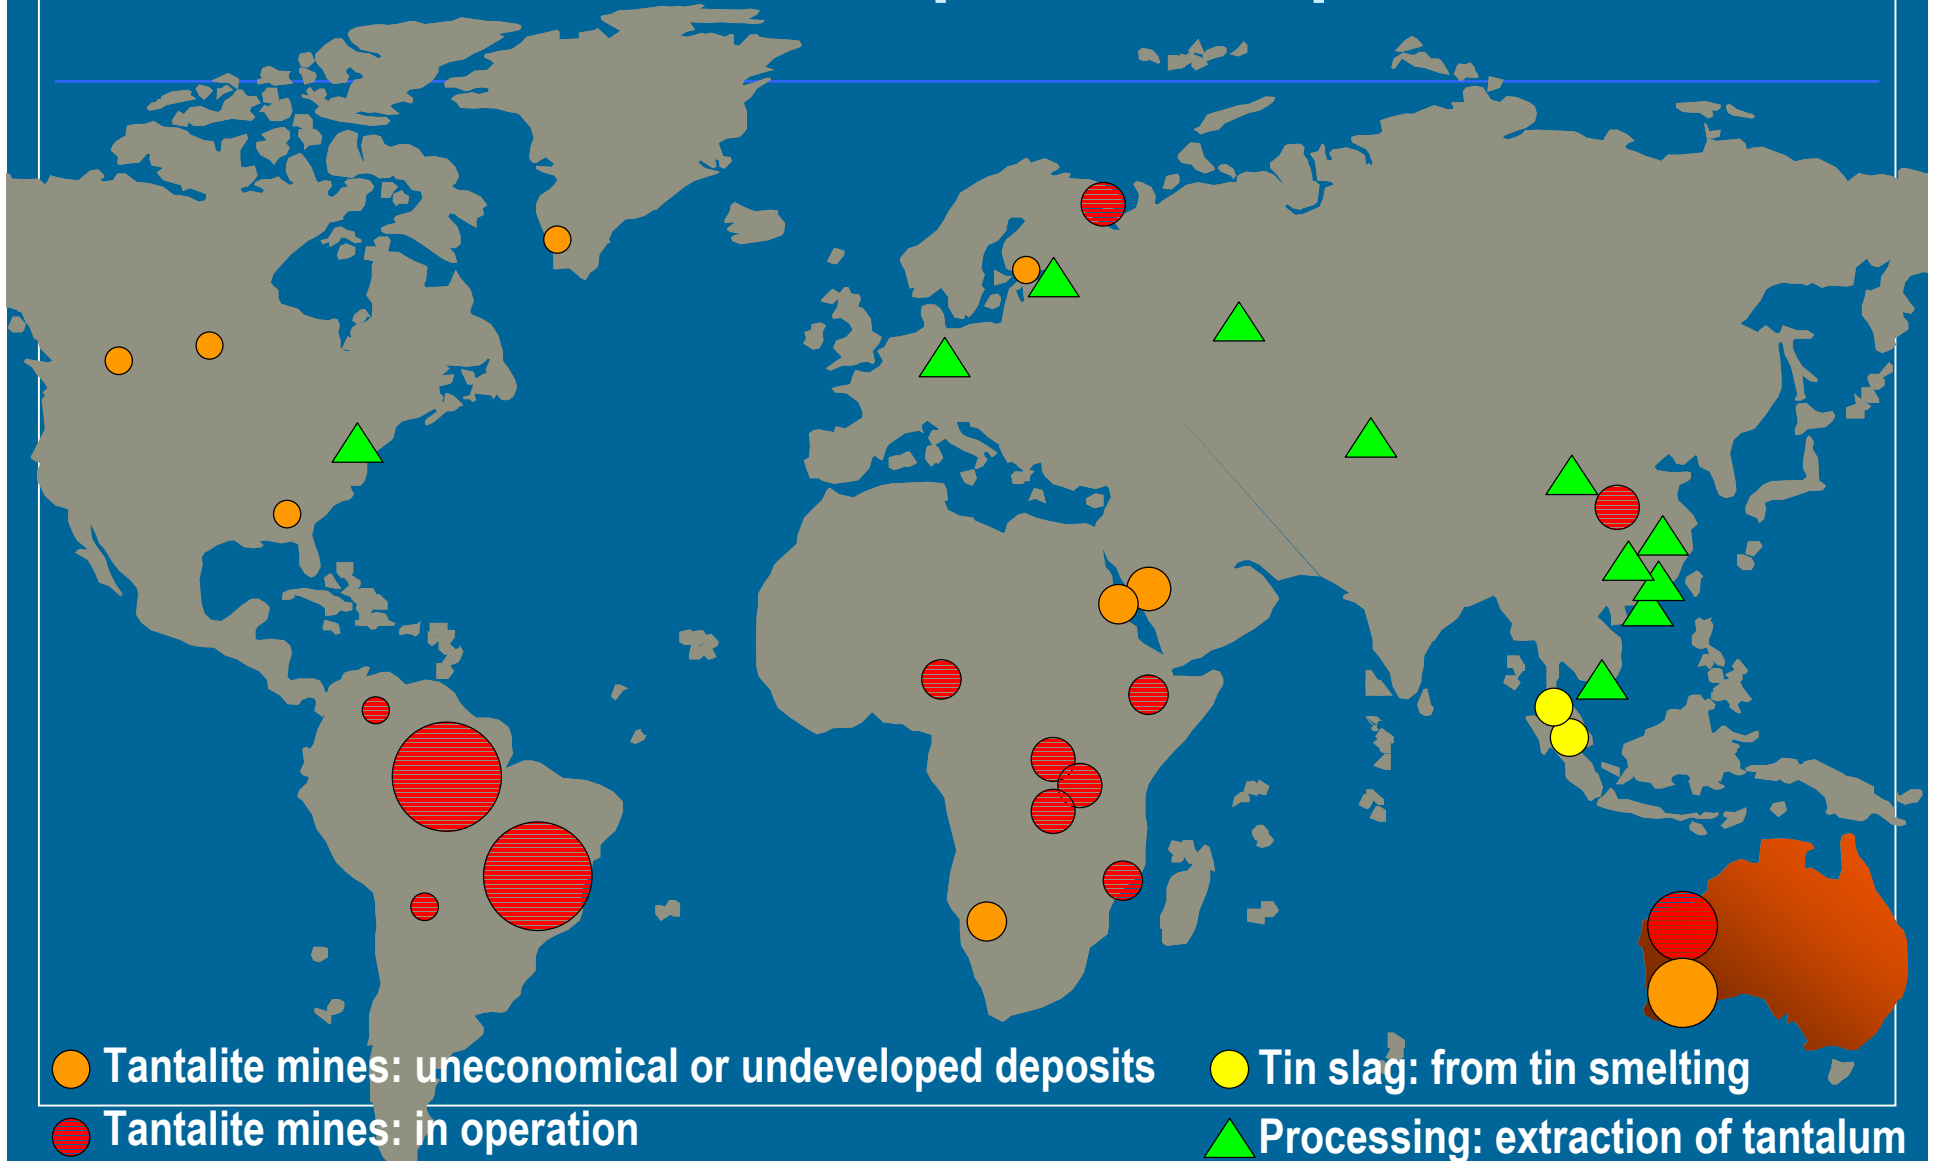 Tantalite mines: uneconomical or undeveloped deposits
Tin slag: from tin smelting
Tantalite mines: in operation
Processing: extraction of tantalum